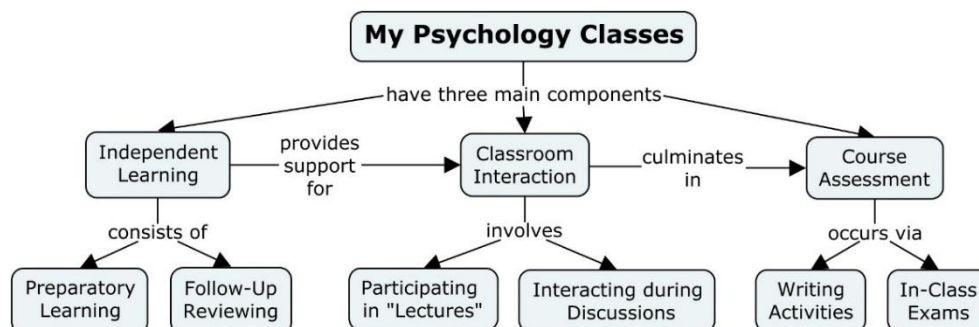 My Psychology Classes
have three main components
Independent
Learning
provides
support
for
Classroom
Interaction
culminates
in
Course
Assessment
consists of
involves
occurs via
Preparatory
Learning
Follow-Up
Reviewing
Participating
in "Lectures"
Interacting during
Discussions
Writing
Activities
In-Class
Exams